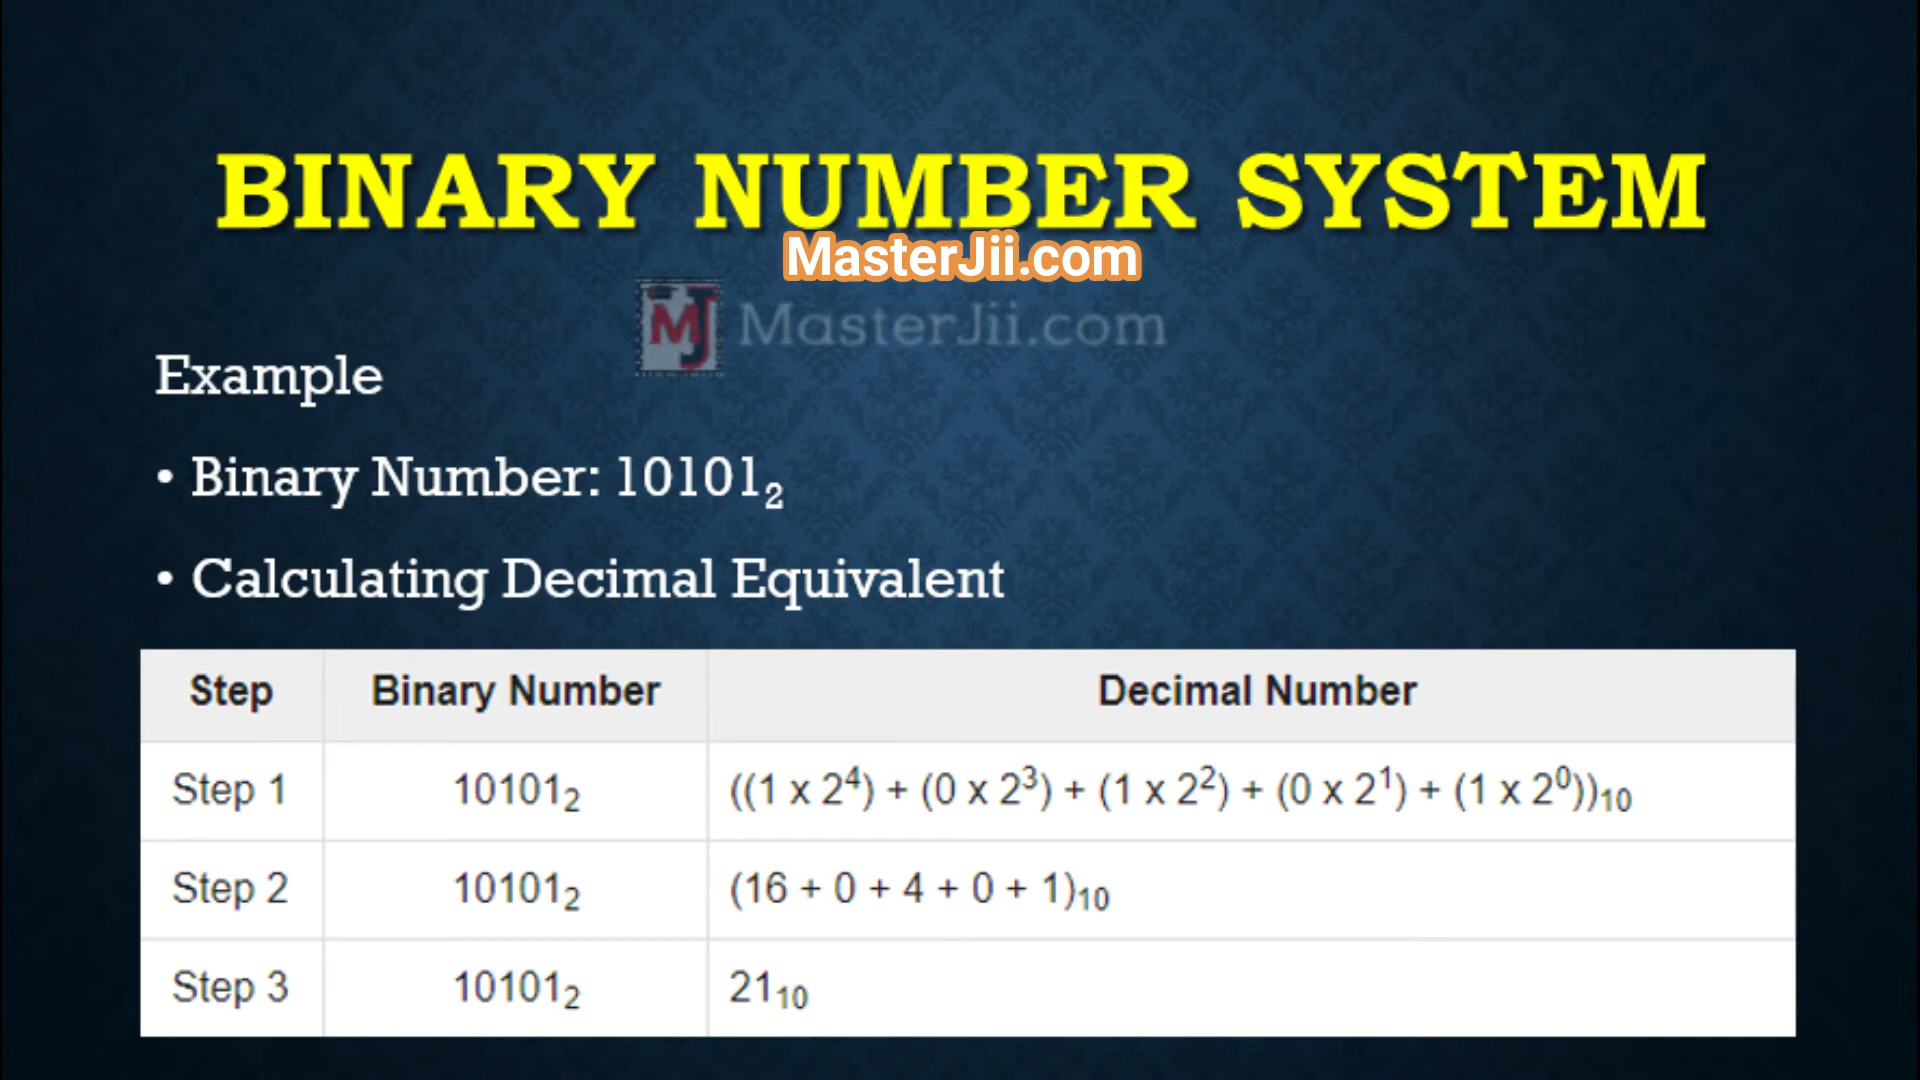 BINARY NUMBER SYSTEM
MasterJii.com
MJ MasterJii.com
Example
• Binary Number: 10101₂
• Calculating Decimal Equivalent
Step Binary Number Decimal Number
Step 1 10101₂ ((1 x 2⁴) + (0 x 2³) + (1 x 2²) + (0 x 2¹) + (1 x 2⁰))₁₀
Step 2 10101₂ (16 + 0 + 4 + 0 + 1)₁₀
Step 3 10101₂ 21₁₀